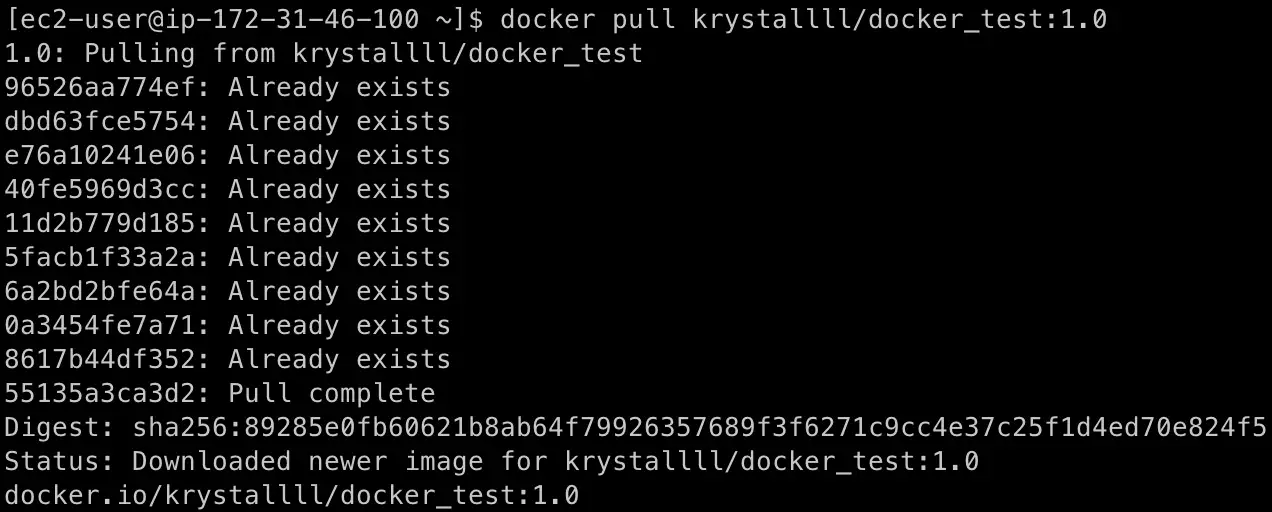 [ec2-user@ip-172-31-46-100 ~]$ docker pull krystallll/docker_test:1.0
1.0: Pulling from krystallll/docker_test
96526aa774ef: Already exists
dbd63fce5754: Already exists
e76a10241e06: Already exists
40fe5969d3cc: Already exists
11d2b779d185: Already exists
5facb1f33a2a: Already exists
6a2bd2bfe64a: Already exists
0a3454fe7a71: Already exists
8617b44df352: Already exists
55135a3ca3d2: Pull complete
Digest: sha256:89285e0fb60621b8ab64f79926357689f3f6271c9cc4e37c25f1d4ed70e824f5
Status: Downloaded newer image for krystallll/docker_test:1.0
docker.io/krystallll/docker_test:1.0